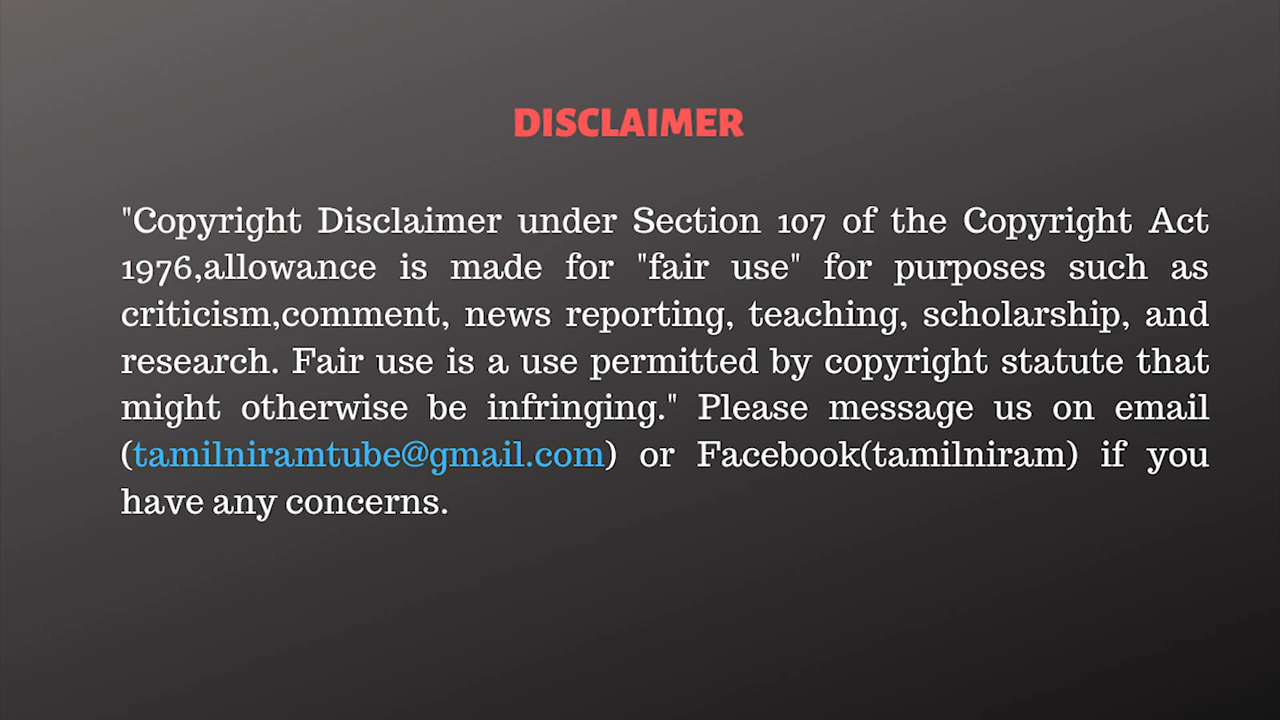 DISCLAIMER
"Copyright Disclaimer under Section 107 of the Copyright Act
1976,allowance is made for "fair use" for purposes such as
criticism,comment, news reporting, teaching, scholarship, and
research. Fair use is a use permitted by copyright statute that
might otherwise be infringing." Please message us on email
(tamilniramtube@gmail.com) or Facebook(tamilniram) if you
have any concerns.